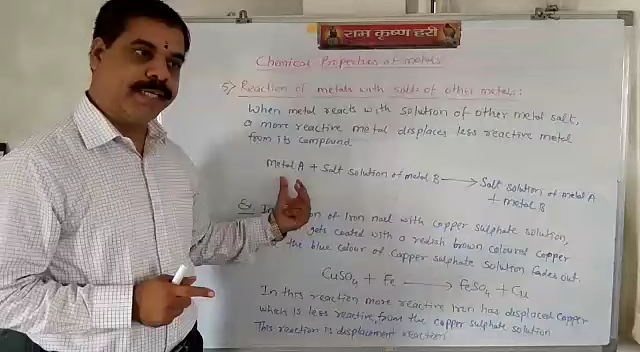 राम कृष्ण हरी
Chemical Properties of metals
5) Reaction of metals with salts of other metals:
When metal reacts with solution of other metal salt,
a more reactive metal displaces less reactive metal
from its compound
Metal A + Salt solution of metal B → Salt solution of metal A
+ metal B
Ex. of Iron nail with copper sulphate solution,
gets coated with a redish brown coloured copper
the blue colour of copper sulphate solution fades out.
CuSO₄ + Fe → FeSO₄ + Cu
In this reaction more reactive Iron has displaced copper
which is less reactive, from the copper sulphate solution
This reaction is displacement reaction